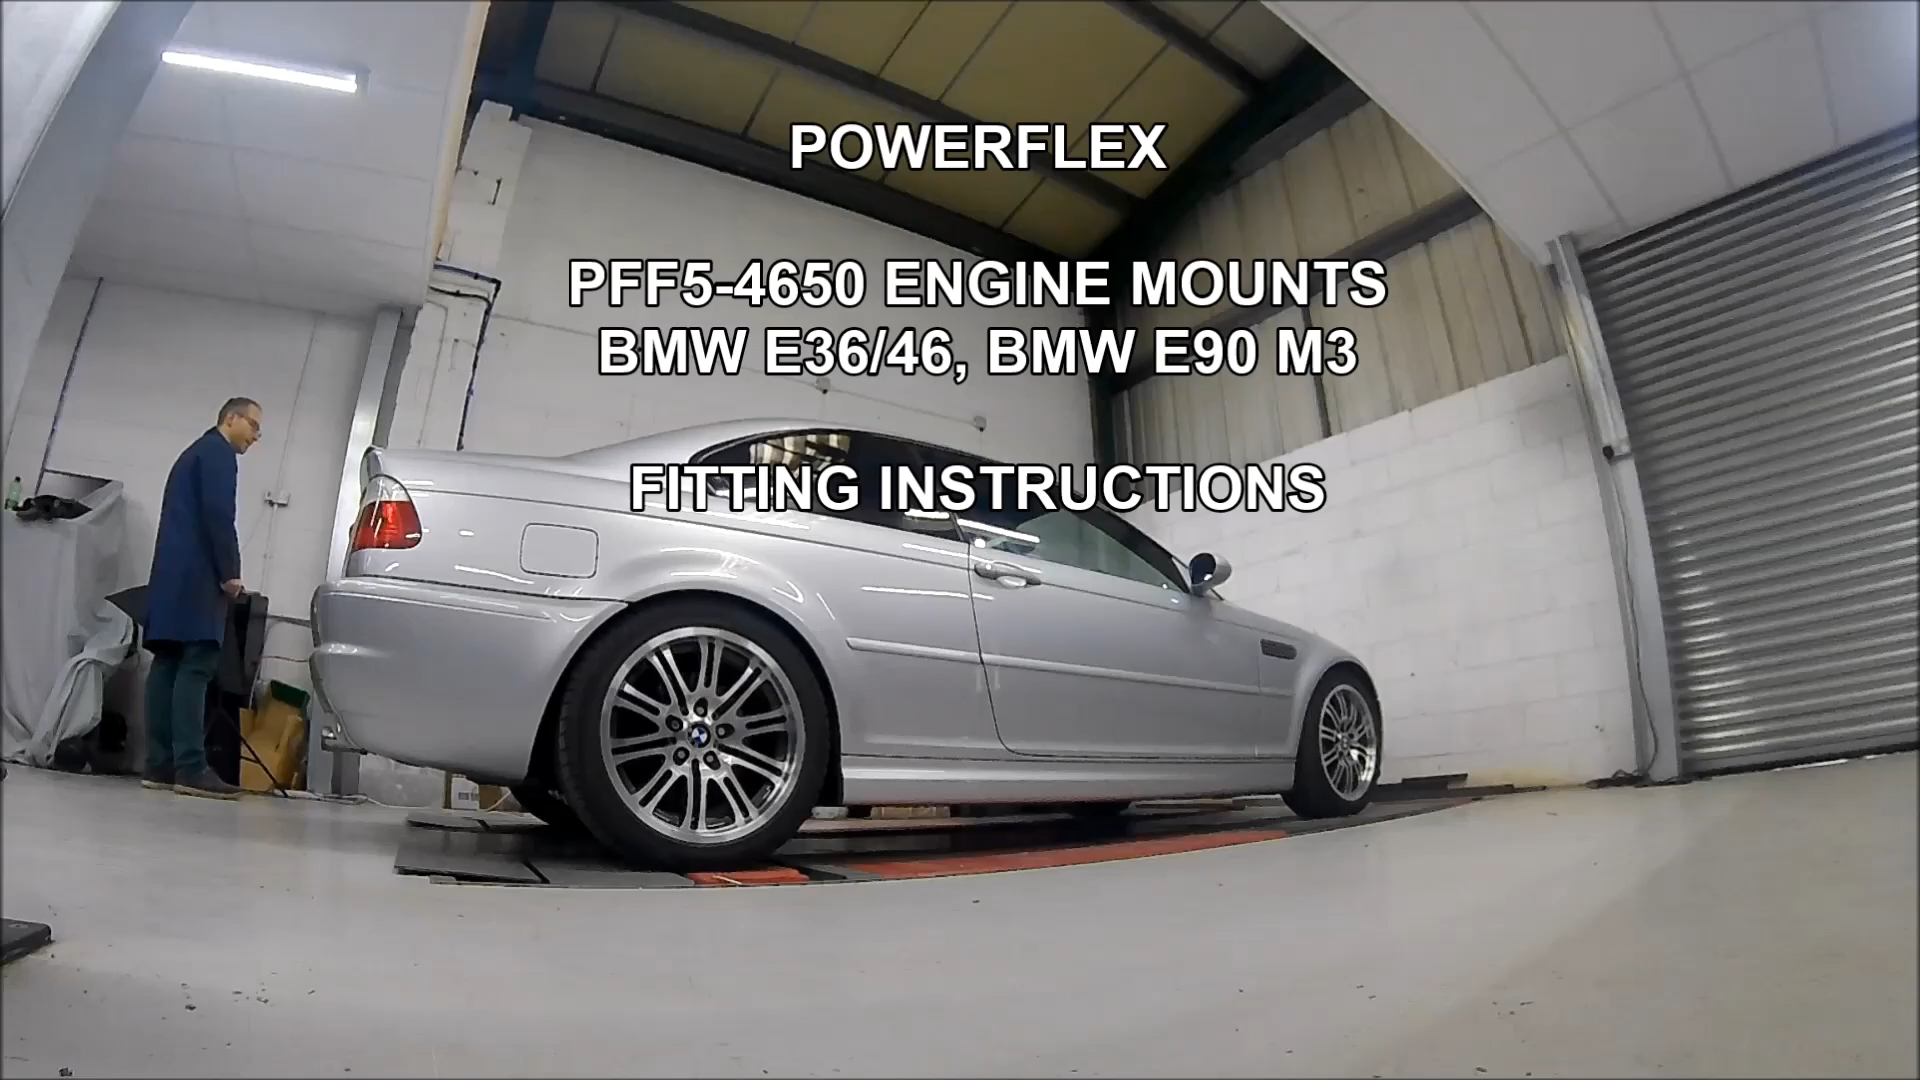 POWERFLEX
PFF5-4650 ENGINE MOUNTS
BMW E36/46, BMW E90 M3
FITTING INSTRUCTIONS